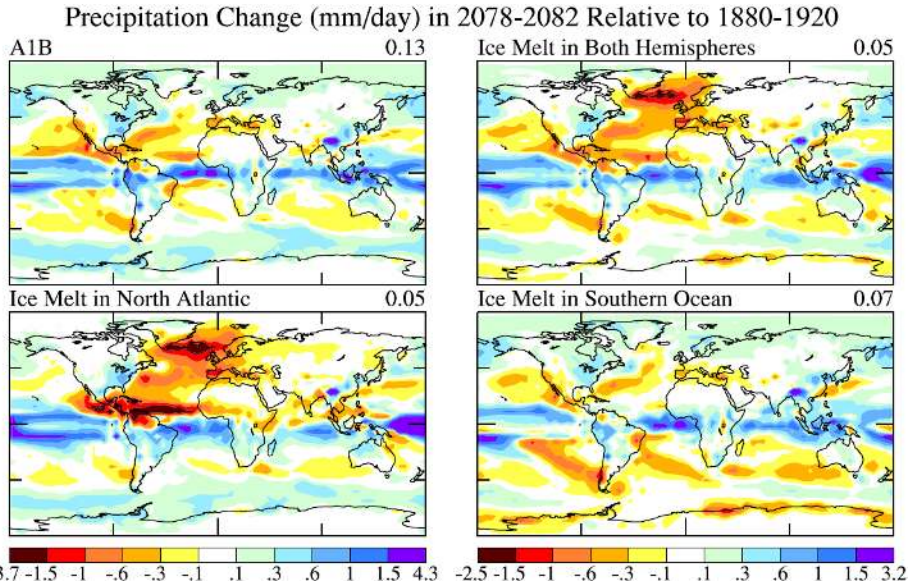 Precipitation Change (mm/day) in 2078-2082 Relative to 1880-1920
A1B 0.13
Ice Melt in Both Hemispheres 0.05
Ice Melt in North Atlantic 0.05
Ice Melt in Southern Ocean 0.07
3.7 -1.5 -1 -.6 -.3 -.1 .1 .3 .6 1 1.5 4.3
-2.5 -1.5 -1 -.6 -.3 -.1 .1 .3 .6 1 1.5 3.2